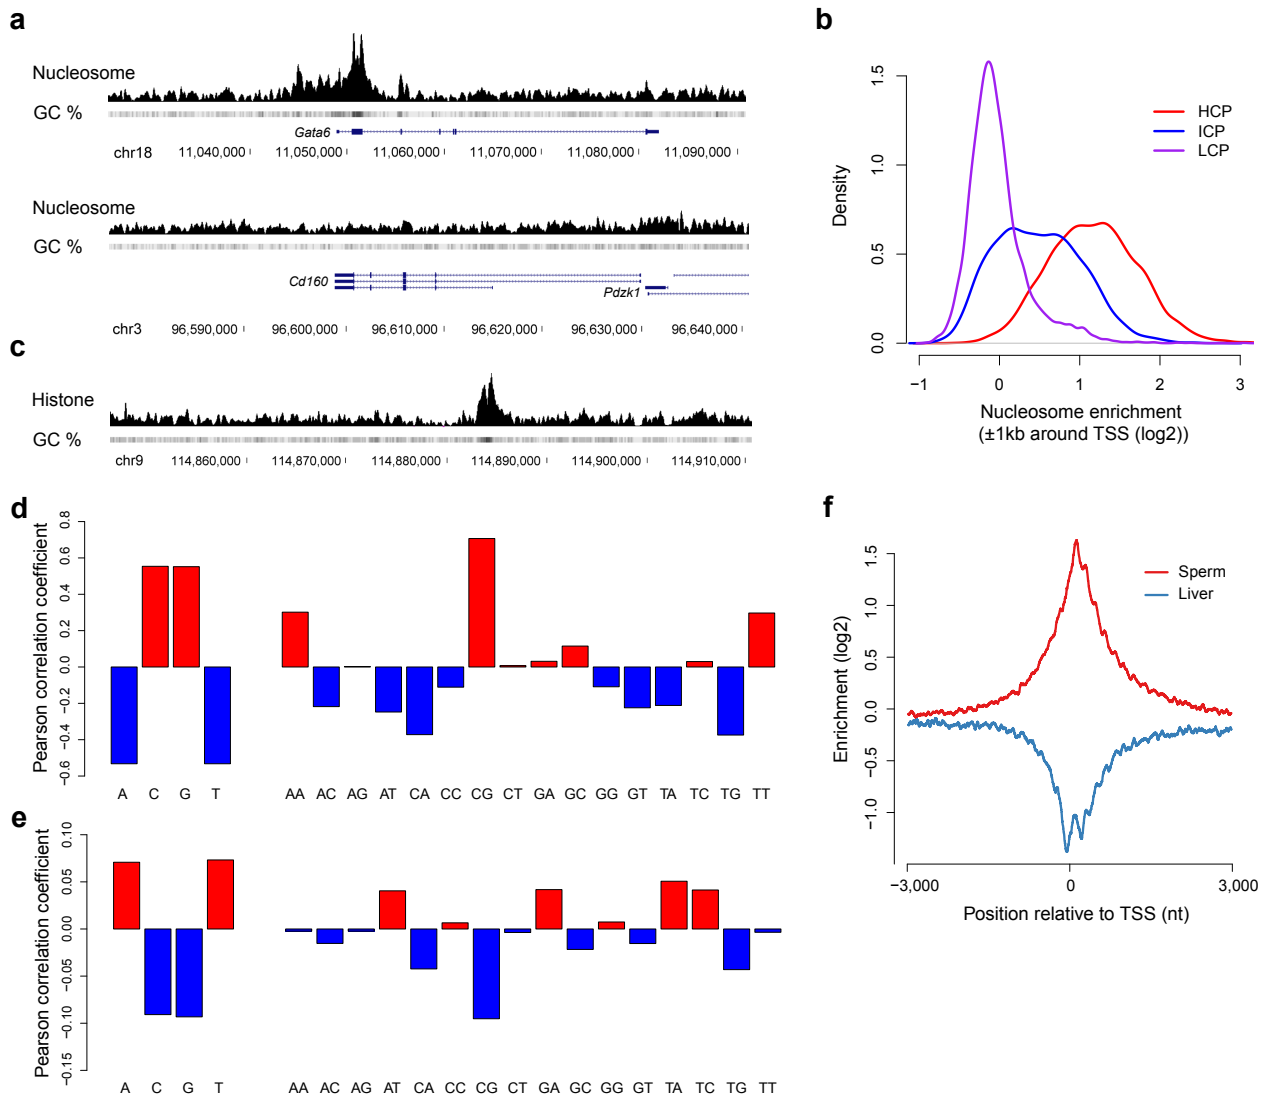 a
Nucleosome
GC %
Gata6
chr18 11,040,000 11,050,000 11,060,000 11,070,000 11,080,000 11,090,000
Nucleosome
GC %
Cd160
Pdzk1
chr3 96,590,000 96,600,000 96,610,000 96,620,000 96,630,000 96,640,000
b
Density
0.0 0.5 1.0 1.5
HCP
ICP
LCP
−1 0 1 2 3
Nucleosome enrichment
(±1kb around TSS (log2))
c
Histone
GC %
chr9 114,860,000 114,870,000 114,880,000 114,890,000 114,900,000 114,910,000
d
Pearson correlation coefficient
−0.6 −0.4 −0.2 0.0 0.2 0.4 0.6 0.8
A C G T AA AC AG AT CA CC CG CT GA GC GG GT TA TC TG TT
e
Pearson correlation coefficient
−0.15 −0.10 −0.05 0.00 0.05 0.10
A C G T AA AC AG AT CA CC CG CT GA GC GG GT TA TC TG TT
f
Enrichment (log2)
−1.0 −0.5 0.0 0.5 1.0 1.5
Sperm
Liver
−3,000 0 3,000
Position relative to TSS (nt)